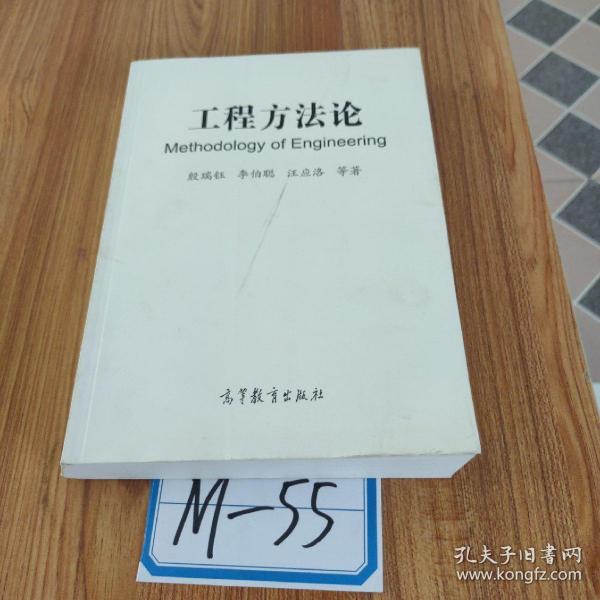 工程方法论
Methodology of Engineering
殷瑞钰 李伯聪 汪应洛 等著
高等教育出版社
M-55
孔夫子旧书网
www.kongfz.com